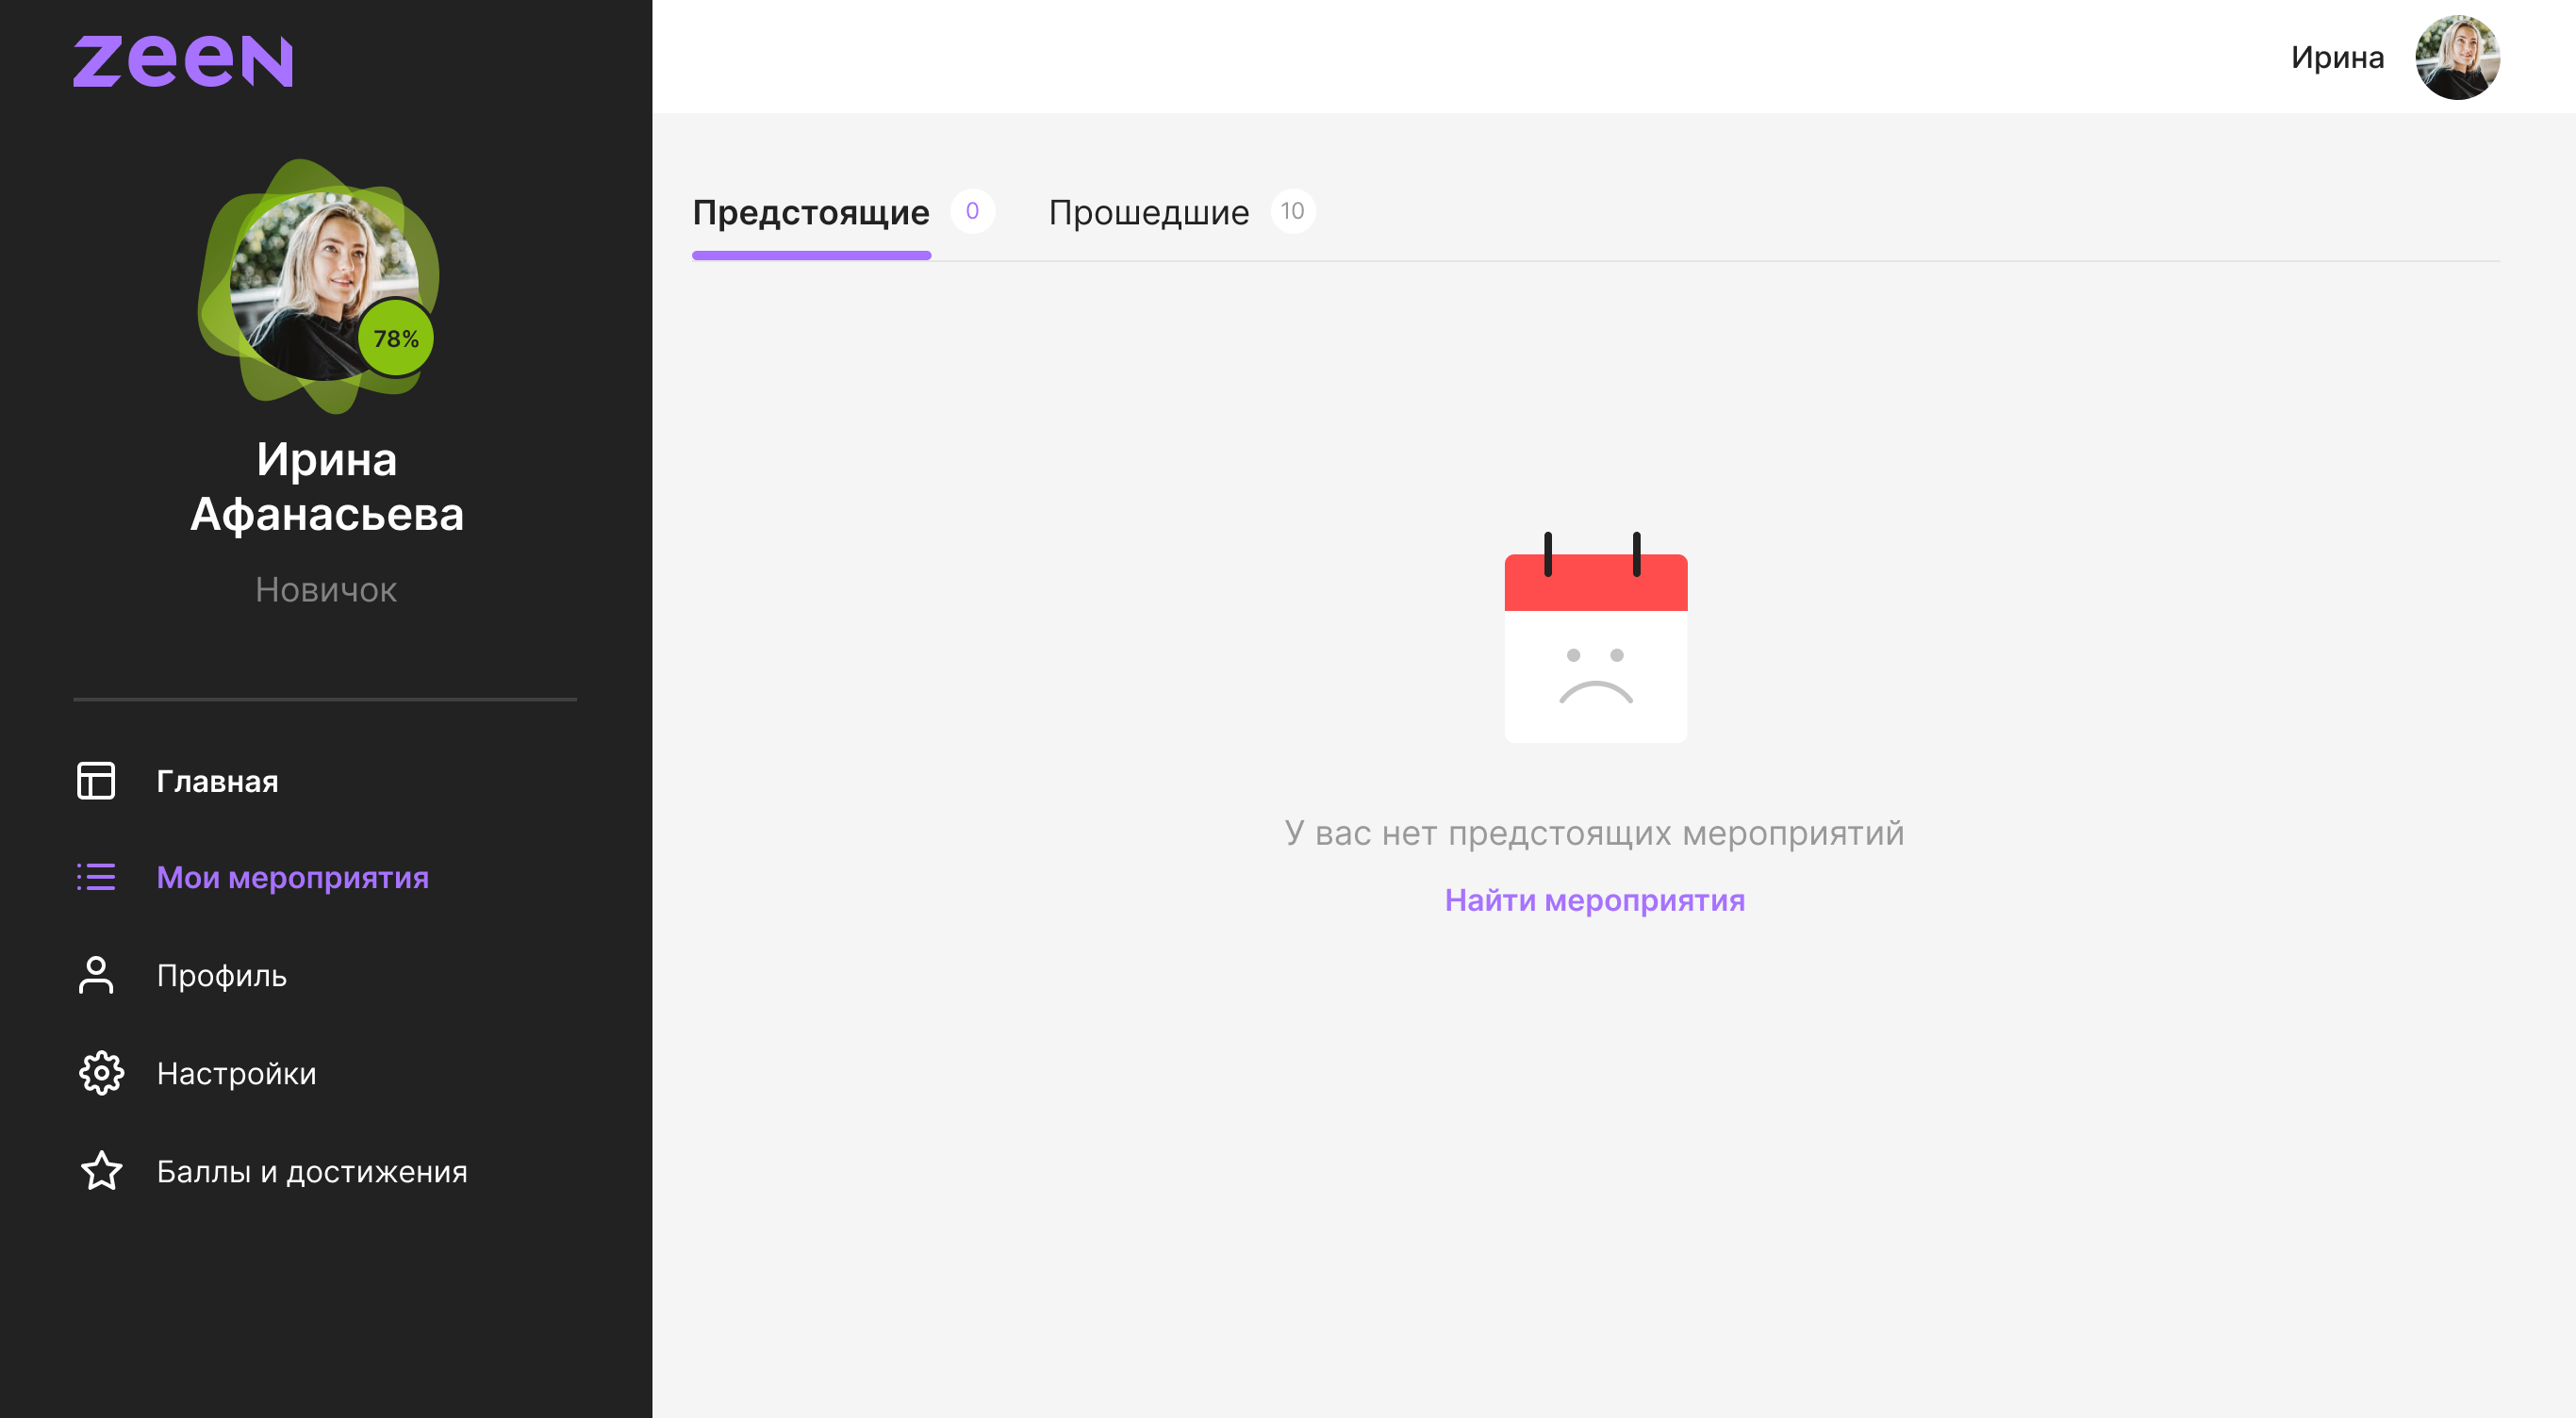 zeen
Ирина
78%
Ирина
Афанасьева
Новичок
Главная
Мои мероприятия
Профиль
Настройки
Баллы и достижения
Предстоящие 0 Прошедшие 10
У вас нет предстоящих мероприятий
Найти мероприятия